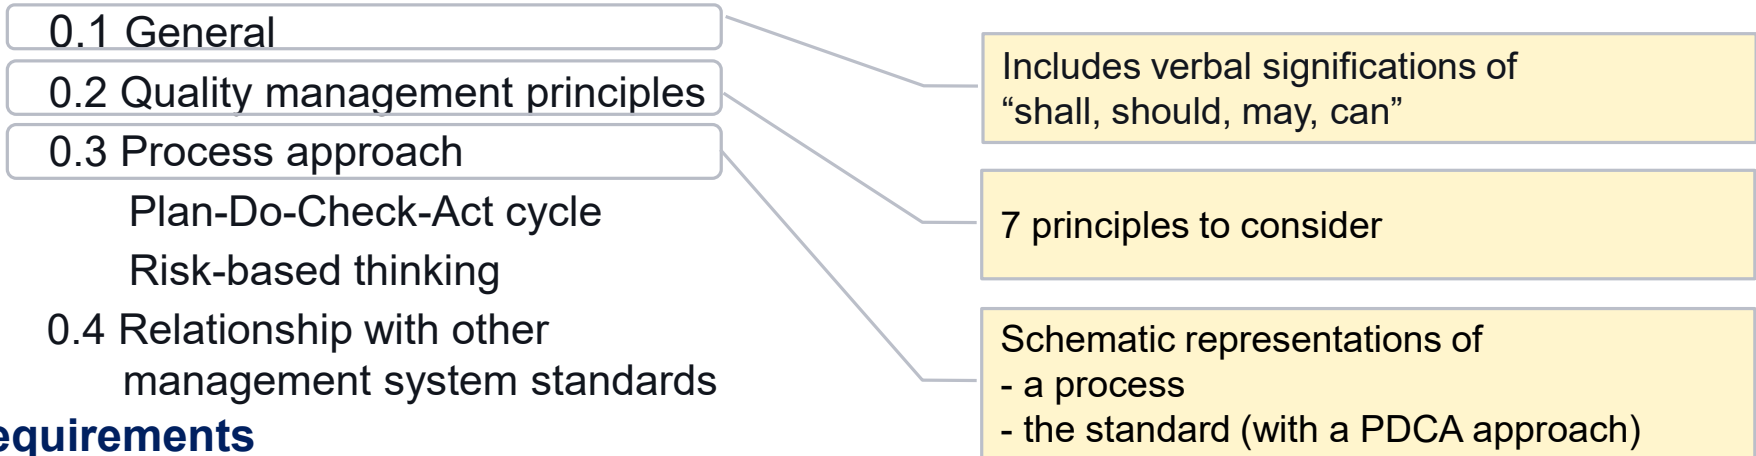 0.1 General
0.2 Quality management principles
0.3 Process approach
Plan-Do-Check-Act cycle
Risk-based thinking
0.4 Relationship with other
management system standards
equirements
Includes verbal significations of
“shall, should, may, can”
7 principles to consider
Schematic representations of
- a process
- the standard (with a PDCA approach)